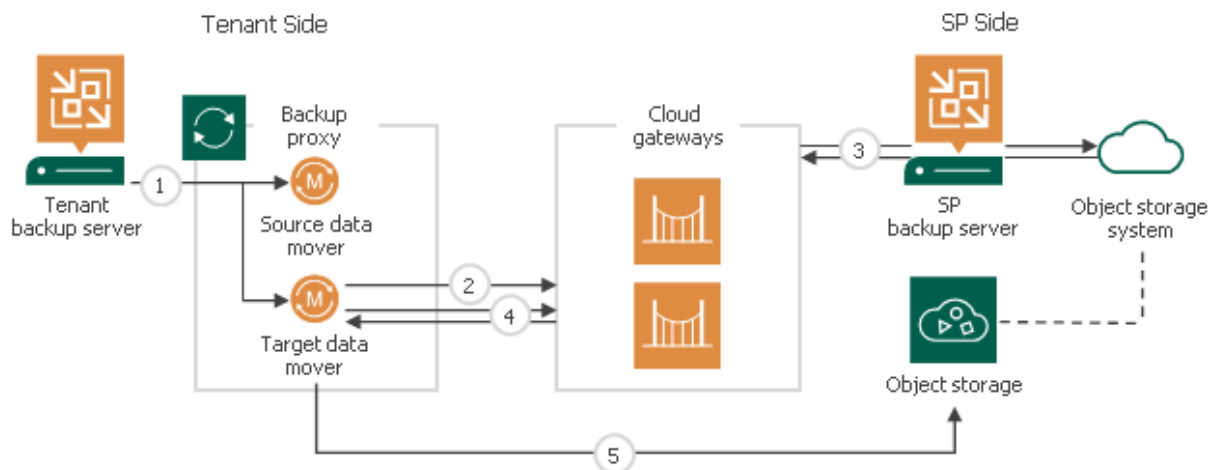 Tenant Side
SP Side
Backup
proxy
Cloud
gateways
1
M
2
3
4
M
5
Tenant
backup server
Source data
mover
Target data
mover
SP
backup server
Object storage
system
Object storage